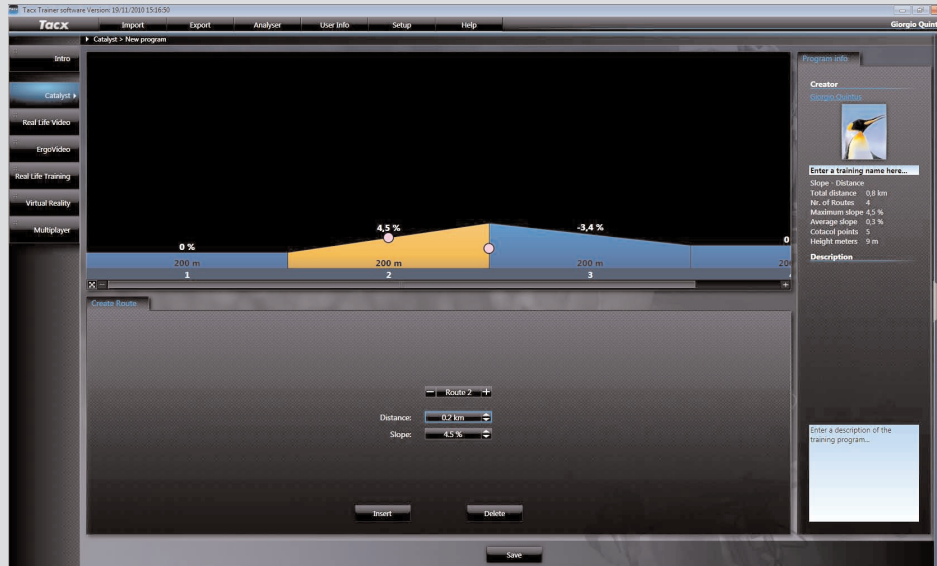 Tacx Trainer software Version: 19/11/2010 15:16:50
Tacx Import Export Analyser User Info Setup Help Giorgio Quint
Catalyst > New program
Intro
Catalyst
Real Life Video
ErgoVideo
Real Life Training
Virtual Reality
Multiplayer
0 % 4,5 % -3,4 % 0
200 m 200 m 200 m 20
1 2 3
Create Route
− Route 2 +
Distance: 0.2 km
Slope: 4.5 %
Insert Delete
Save
Program info
Creator
Giorgio Quintus
Enter a training name here...
Slope - Distance
Total distance 0,8 km
Nr. of Routes 4
Maximum slope 4,5 %
Average slope 0,3 %
Cotacol points 5
Height meters 9 m
Description
Enter a description of the
training program...